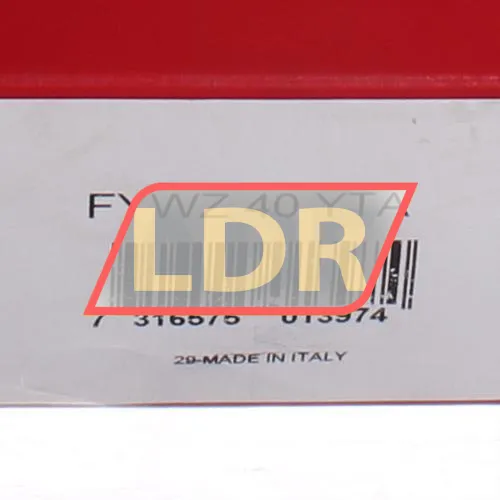 FYWZ 40 YTA
LDR
7 316575 013974
29-MADE IN ITALY